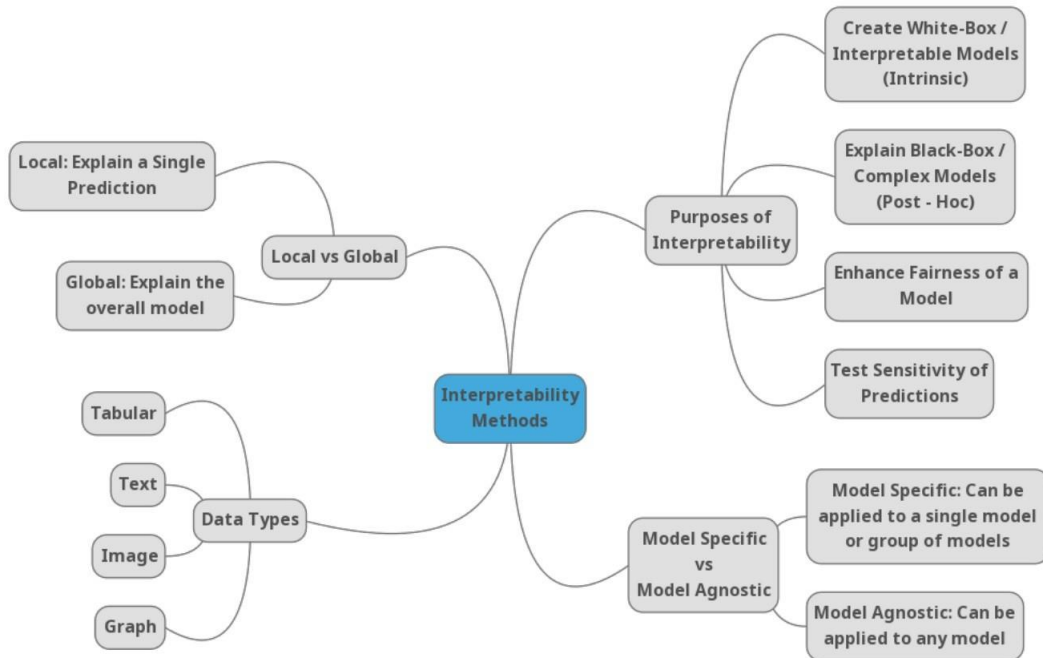 Create White-Box /
Interpretable Models
(Intrinsic)
Explain Black-Box /
Complex Models
(Post - Hoc)
Purposes of
Interpretability
Enhance Fairness of a
Model
Test Sensitivity of
Predictions
Local: Explain a Single
Prediction
Local vs Global
Global: Explain the
overall model
Interpretability
Methods
Tabular
Text
Data Types
Image
Graph
Model Specific
vs
Model Agnostic
Model Specific: Can be
applied to a single model
or group of models
Model Agnostic: Can be
applied to any model